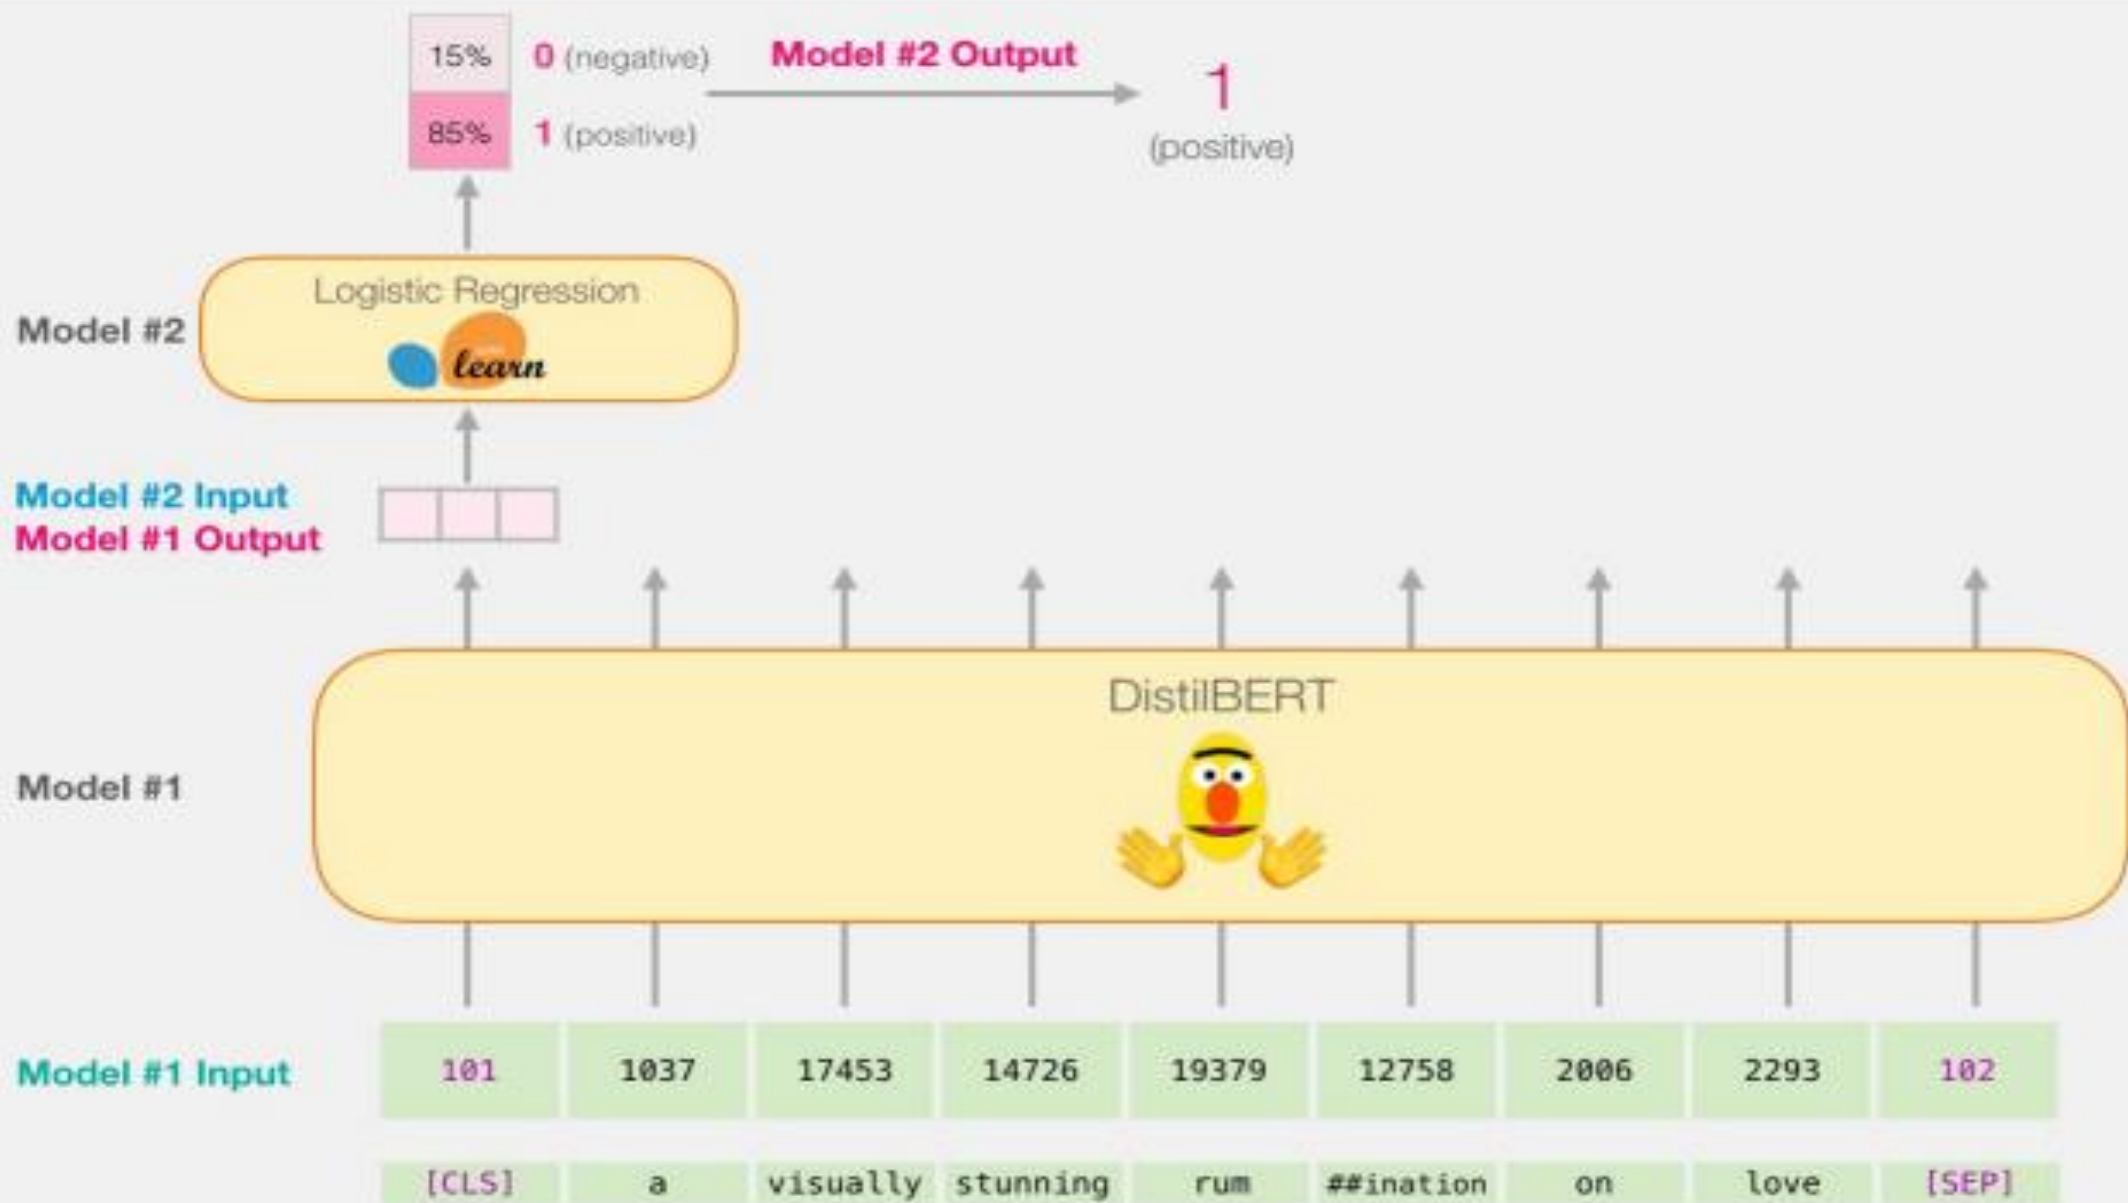 15% 0 (negative) Model #2 Output 1
85% 1 (positive) (positive)
Logistic Regression
Model #2
learn
Model #2 Input
Model #1 Output
DistilBERT
Model #1
Model #1 Input 101 1037 17453 14726 19379 12758 2006 2293 102
[CLS] a visually stunning rum ##ination on love [SEP]